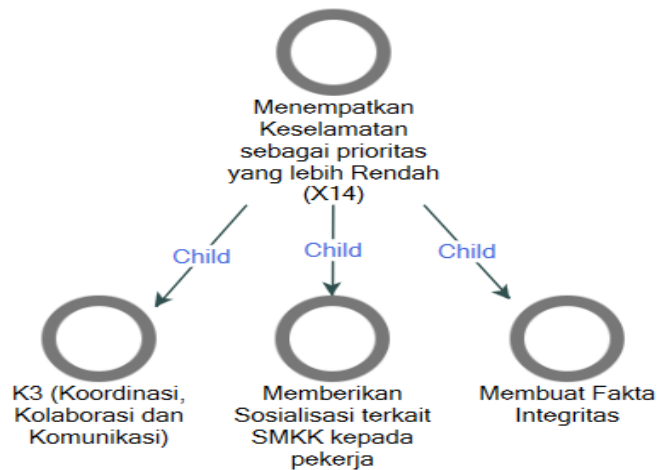 Menempatkan
Keselamatan
sebagai prioritas
yang lebih Rendah
(X14)
Child
Child
Child
K3 (Koordinasi,
Kolaborasi dan
Komunikasi)
Memberikan
Sosialisasi terkait
SMKK kepada
pekerja
Membuat Fakta
Integritas